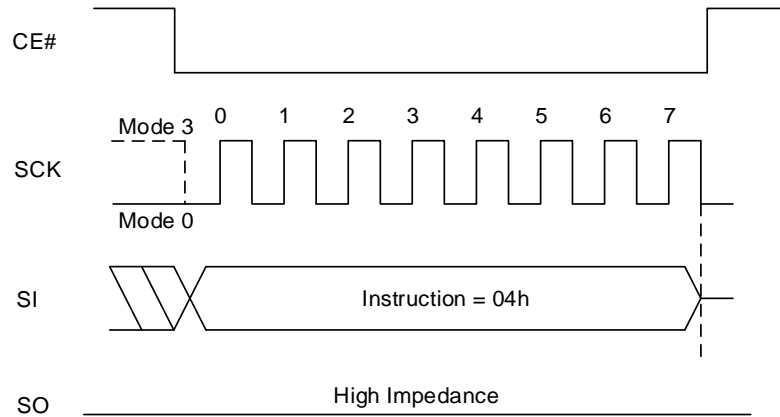 CE#
Mode 3
0 1 2 3 4 5 6 7
SCK
Mode 0
SI
Instruction = 04h
SO
High Impedance